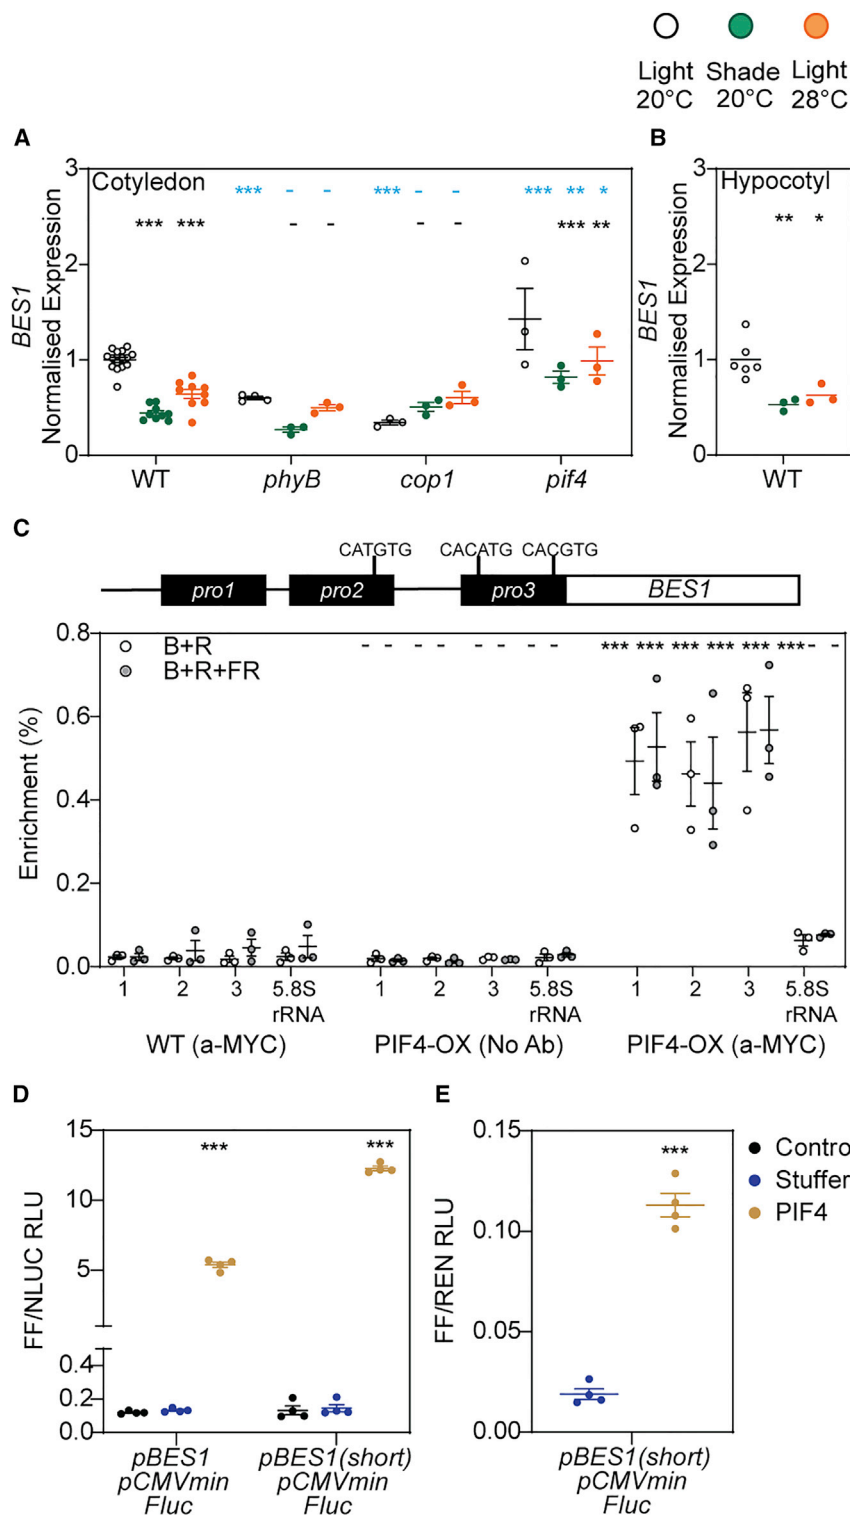 Light Shade Light
20°C 20°C 28°C
A
B
BES1
Normalised Expression
3
2
1
0
Cotyledon
*** - - *** - - *** ** *
*** *** - - - - *** **
WT phyB cop1 pif4
BES1
Normalised Expression
3
2
1
0
Hypocotyl
** *
WT
C
CATGTG CACATG CACGTG
pro1 pro2 pro3 BES1
Enrichment (%)
0.8
0.6
0.4
0.2
0.0
B+R
B+R+FR
- - - - - - - - *** *** *** *** *** *** - -
1 2 3 5.8S 1 2 3 5.8S 1 2 3 5.8S
rRNA rRNA rRNA
WT (a-MYC) PIF4-OX (No Ab) PIF4-OX (a-MYC)
D
E
FF/NLUC RLU
15
10
5
0.4
0.2
0.0
*** ***
pBES1 pBES1(short)
pCMVmin pCMVmin
Fluc Fluc
FF/REN RLU
0.15
0.10
0.05
0.00
***
pBES1(short)
pCMVmin
Fluc
Contro
Stuffer
PIF4